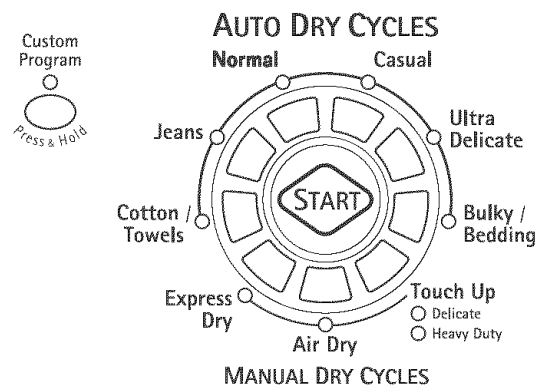 AUTO DRY CYCLES
Custom
Program
Press & Hold
Normal
Casual
Jeans
Ultra
Delicate
Cotton /
Towels
START
Bulky /
Bedding
Express
Dry
Air Dry
Touch Up
Delicate
Heavy Duty
MANUAL DRY CYCLES